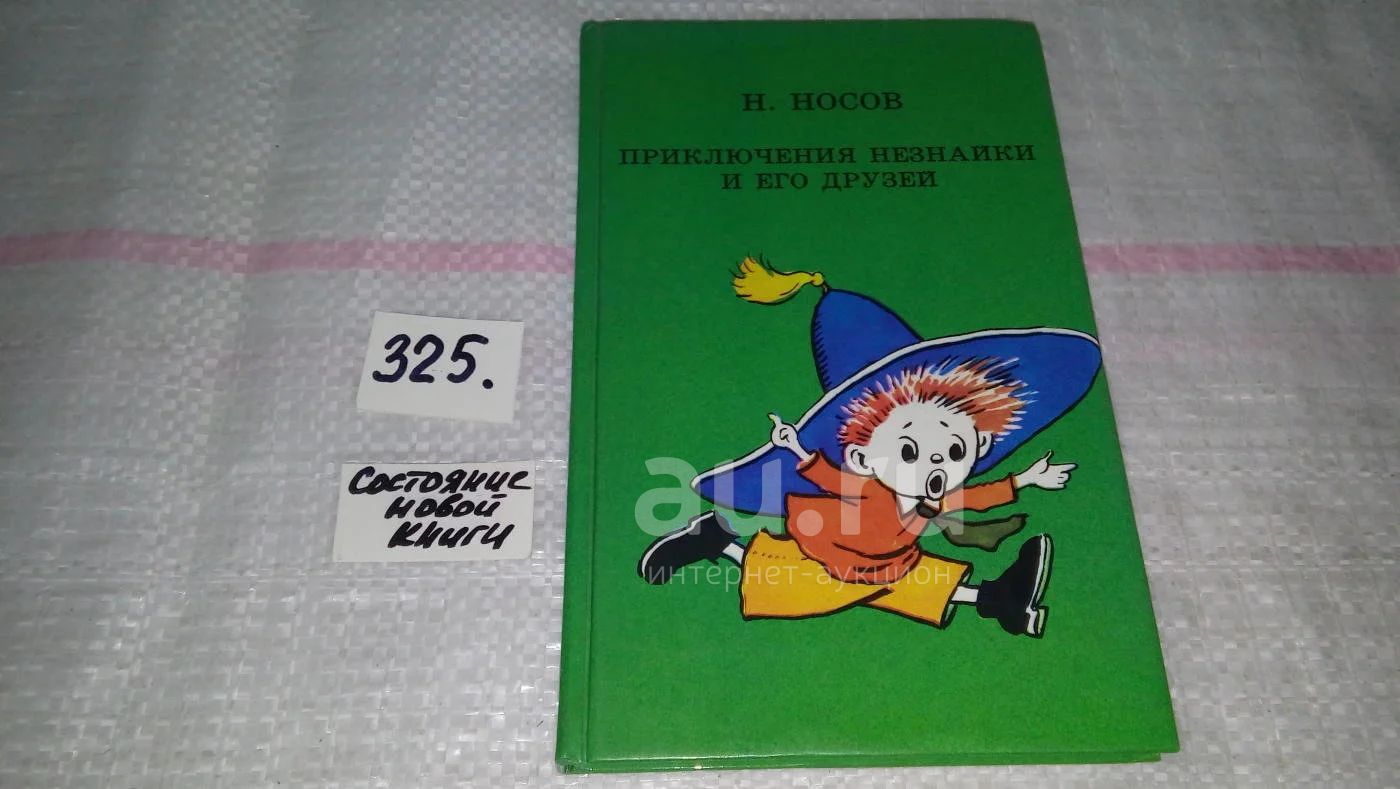 Н. НОСОВ
ПРИКЛЮЧЕНИЯ НЕЗНАЙКИ
И ЕГО ДРУЗЕЙ
325.
Состояние
новой
книги
au.ru
интернет-аукцион